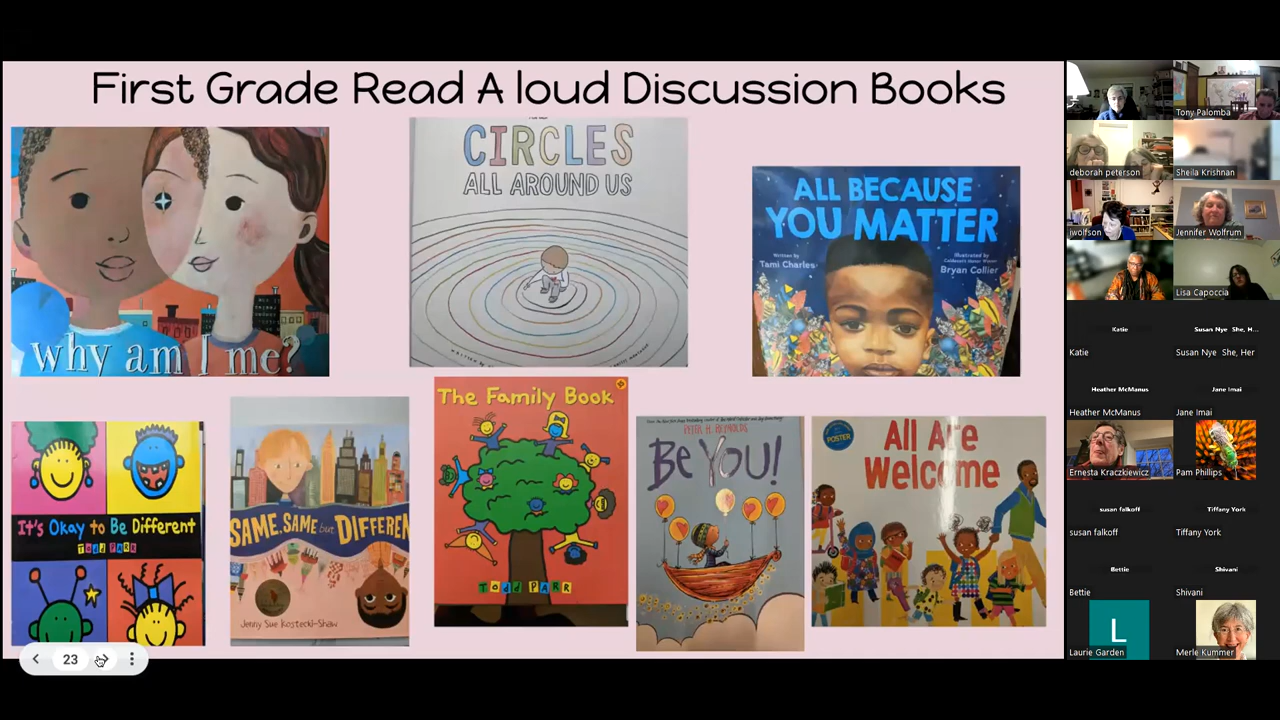 First Grade Read A loud Discussion Books
why am I me?
CIRCLES
ALL AROUND US
ALL BECAUSE
YOU MATTER
Written by
Tami Charles
Illustrated by
Caldecott Honor Winner
Bryan Collier
It's Okay to Be Different
TODD PARR
SAME, SAME but DIFFEREN
Jenny Sue Kostecki-Shaw
The Family Book
TODD PARR
PETER H. REYNOLDS
BE YOU!
POSTER
All Are
Welcome
23
Tony Palomba
deborah peterson
Sheila Krishnan
iwolfson
Jennifer Wolfrum
Lisa Capoccia
Katie
Susan Nye She, H...
Katie
Susan Nye She, Her
Heather McManus
Jane Imai
Heather McManus
Jane Imai
Ernesta Kraczkiewicz
Pam Phillips
susan falkoff
Tiffany York
susan falkoff
Tiffany York
Bettie
Shivani
Bettie
Shivani
L
Laurie Garden
Merle Kummer